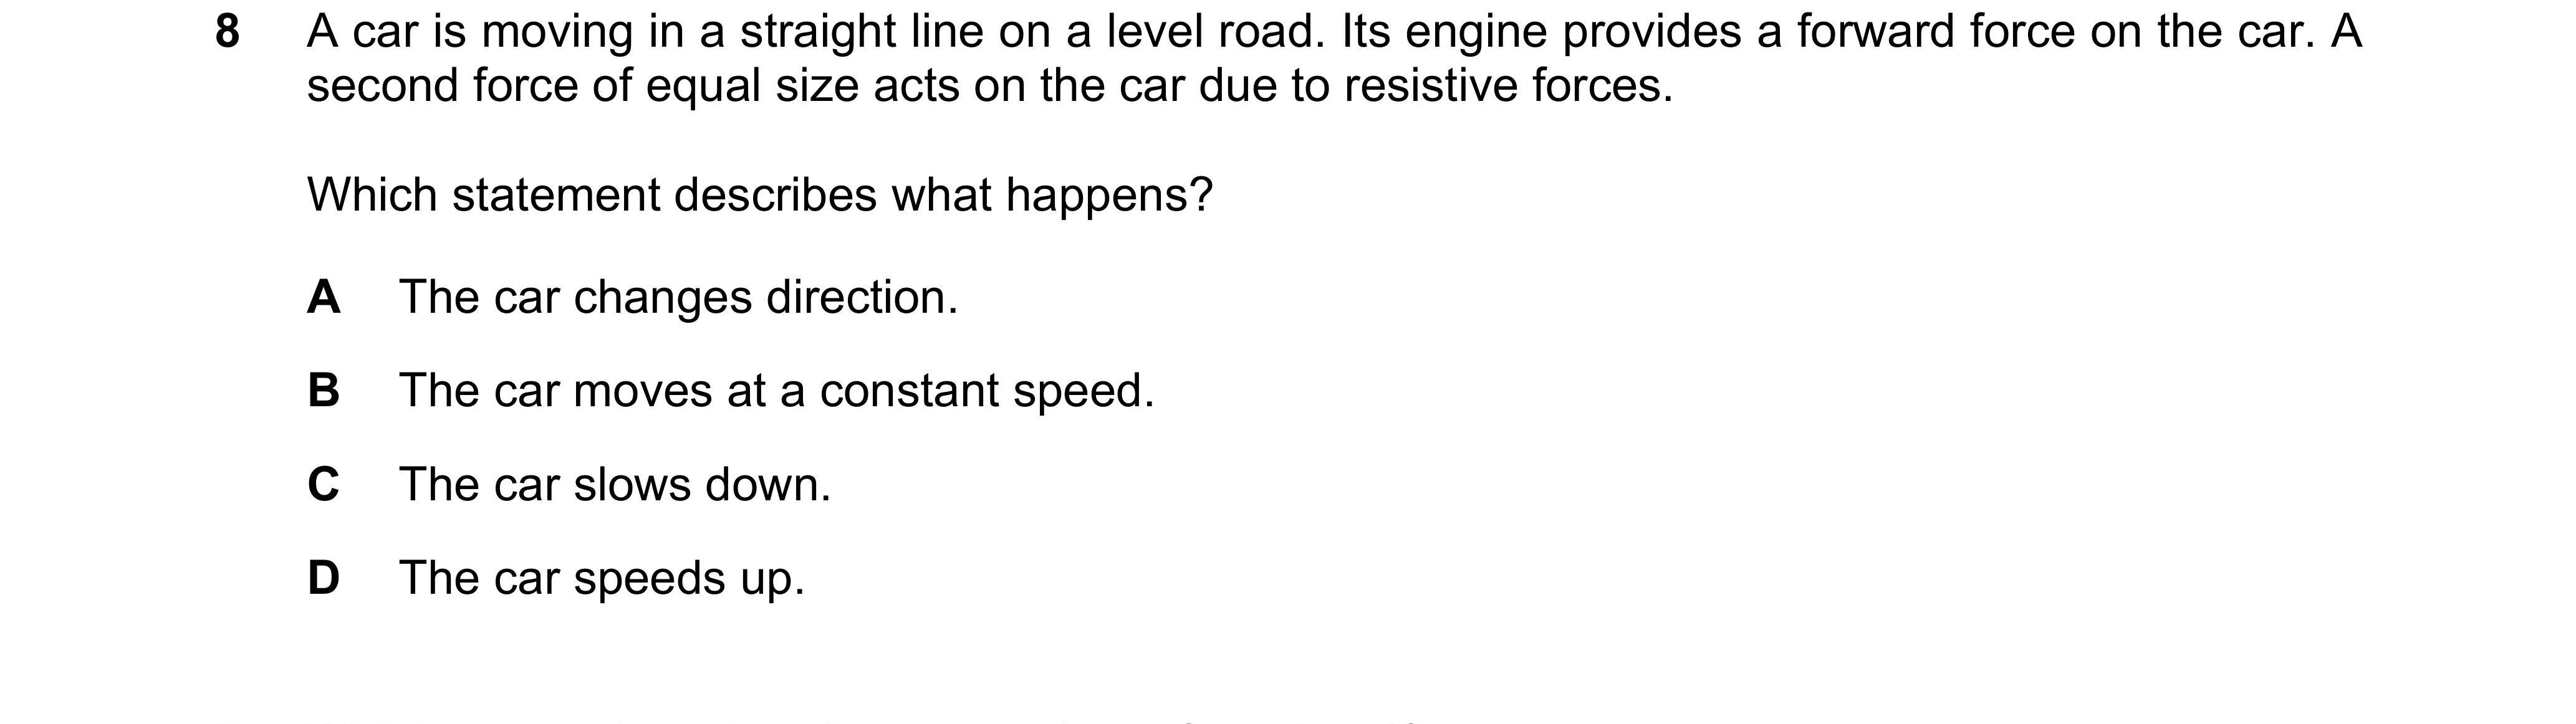 8 A car is moving in a straight line on a level road. Its engine provides a forward force on the car. A
second force of equal size acts on the car due to resistive forces.
Which statement describes what happens?
A The car changes direction.
B The car moves at a constant speed.
C The car slows down.
D The car speeds up.